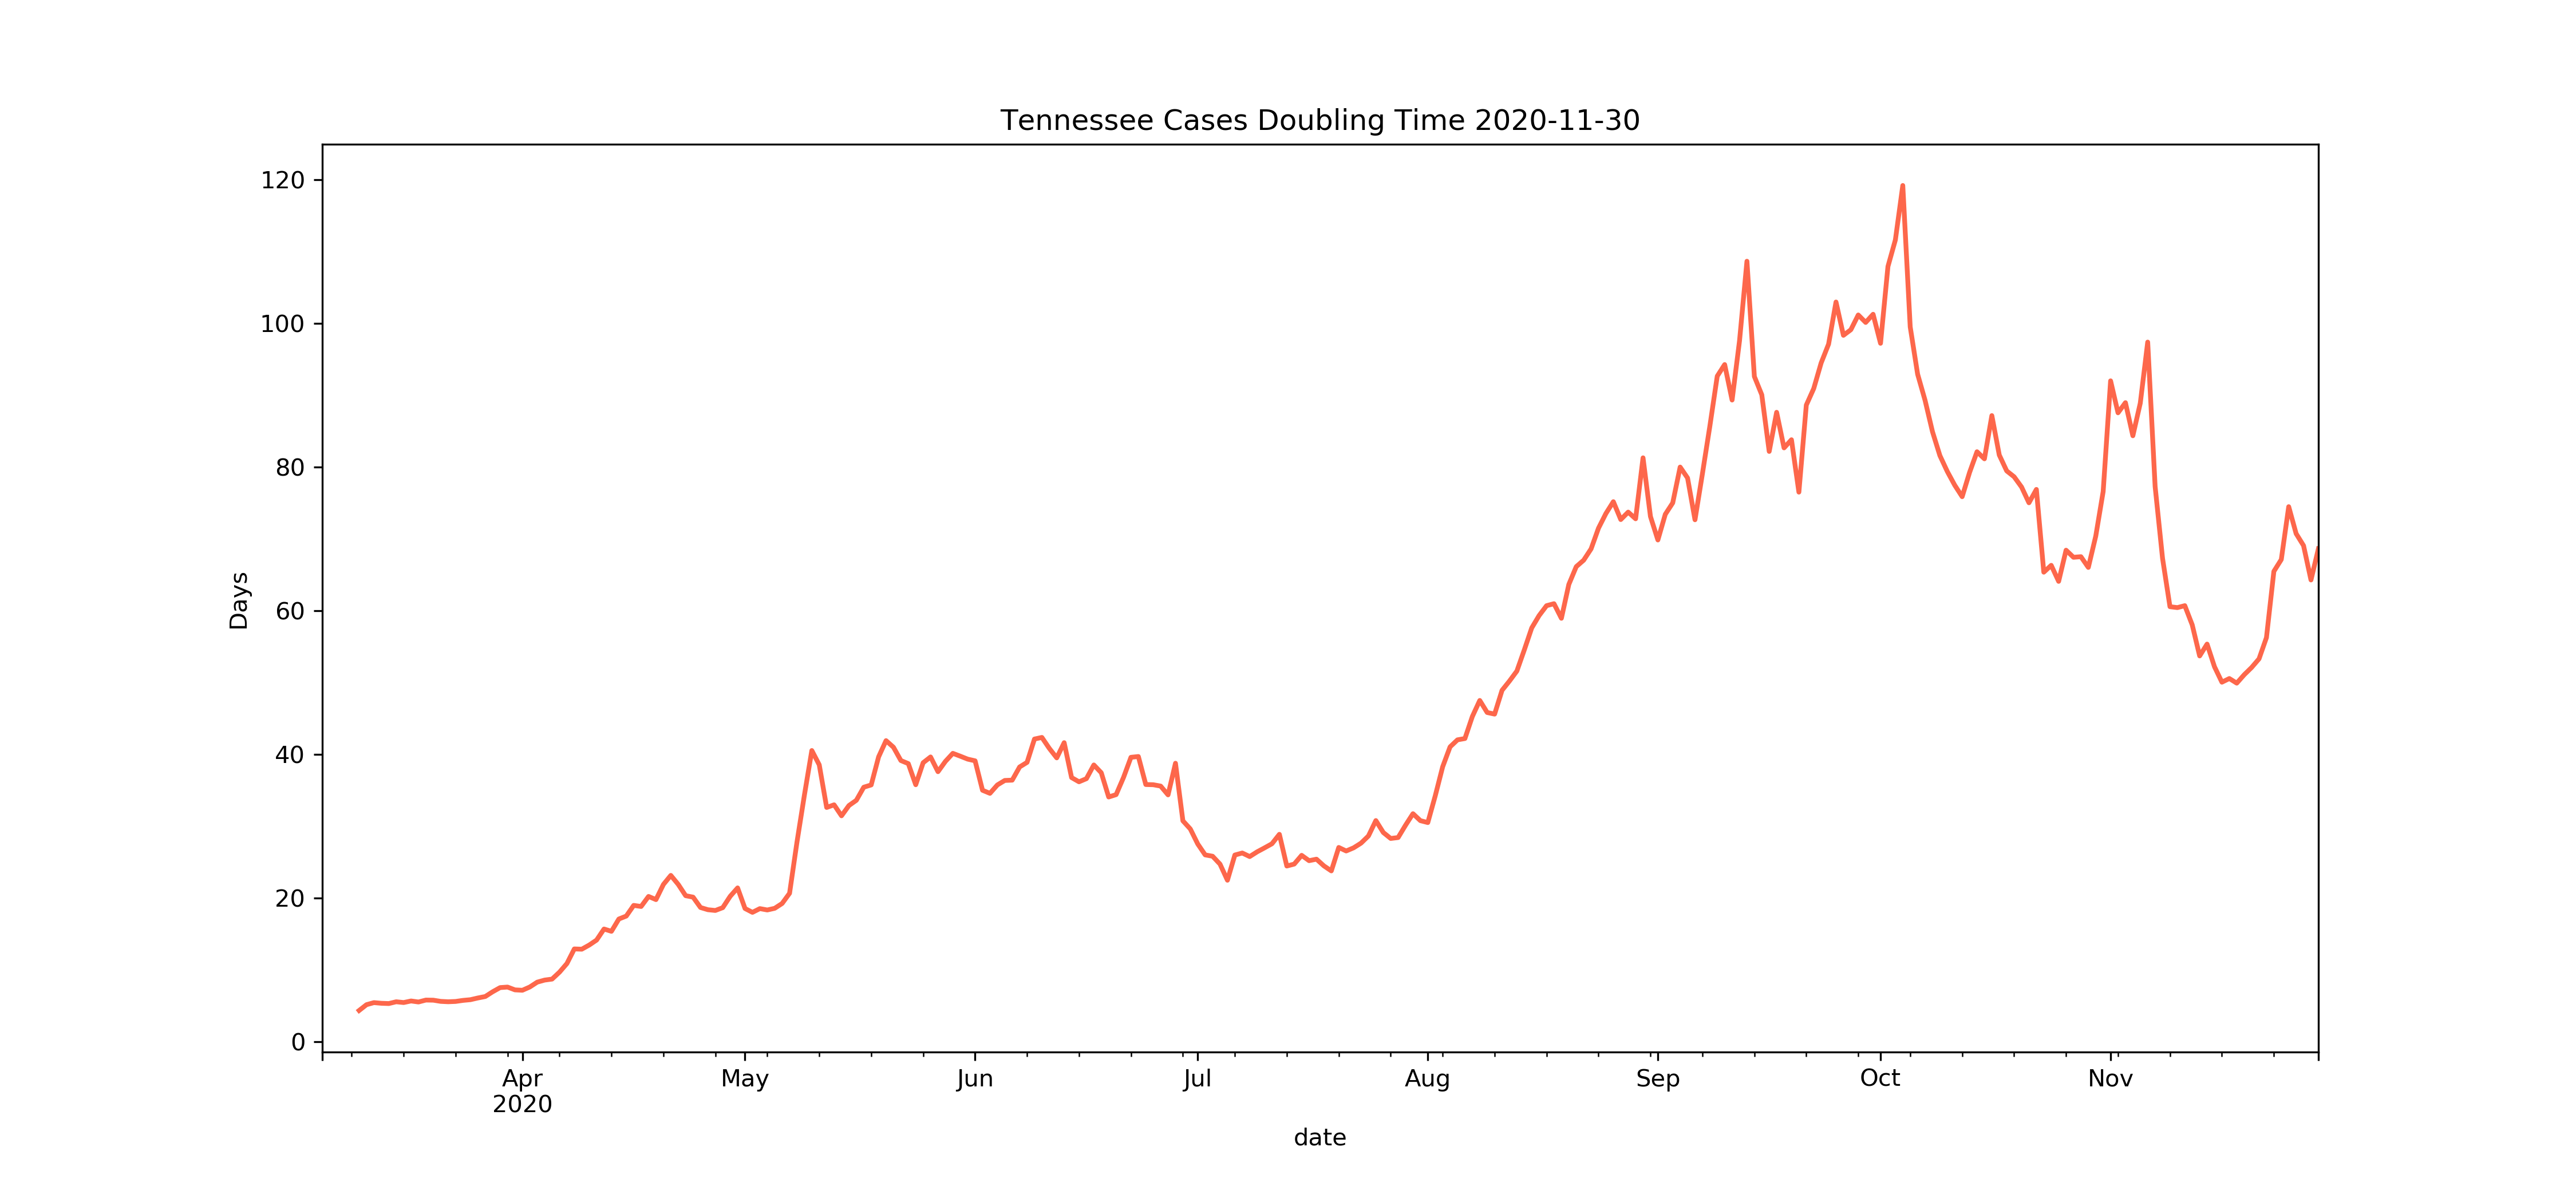 Tennessee Cases Doubling Time 2020-11-30
120
100
80
60
40
20
0
Days
Apr May Jun Jul Aug Sep Oct Nov
2020
date